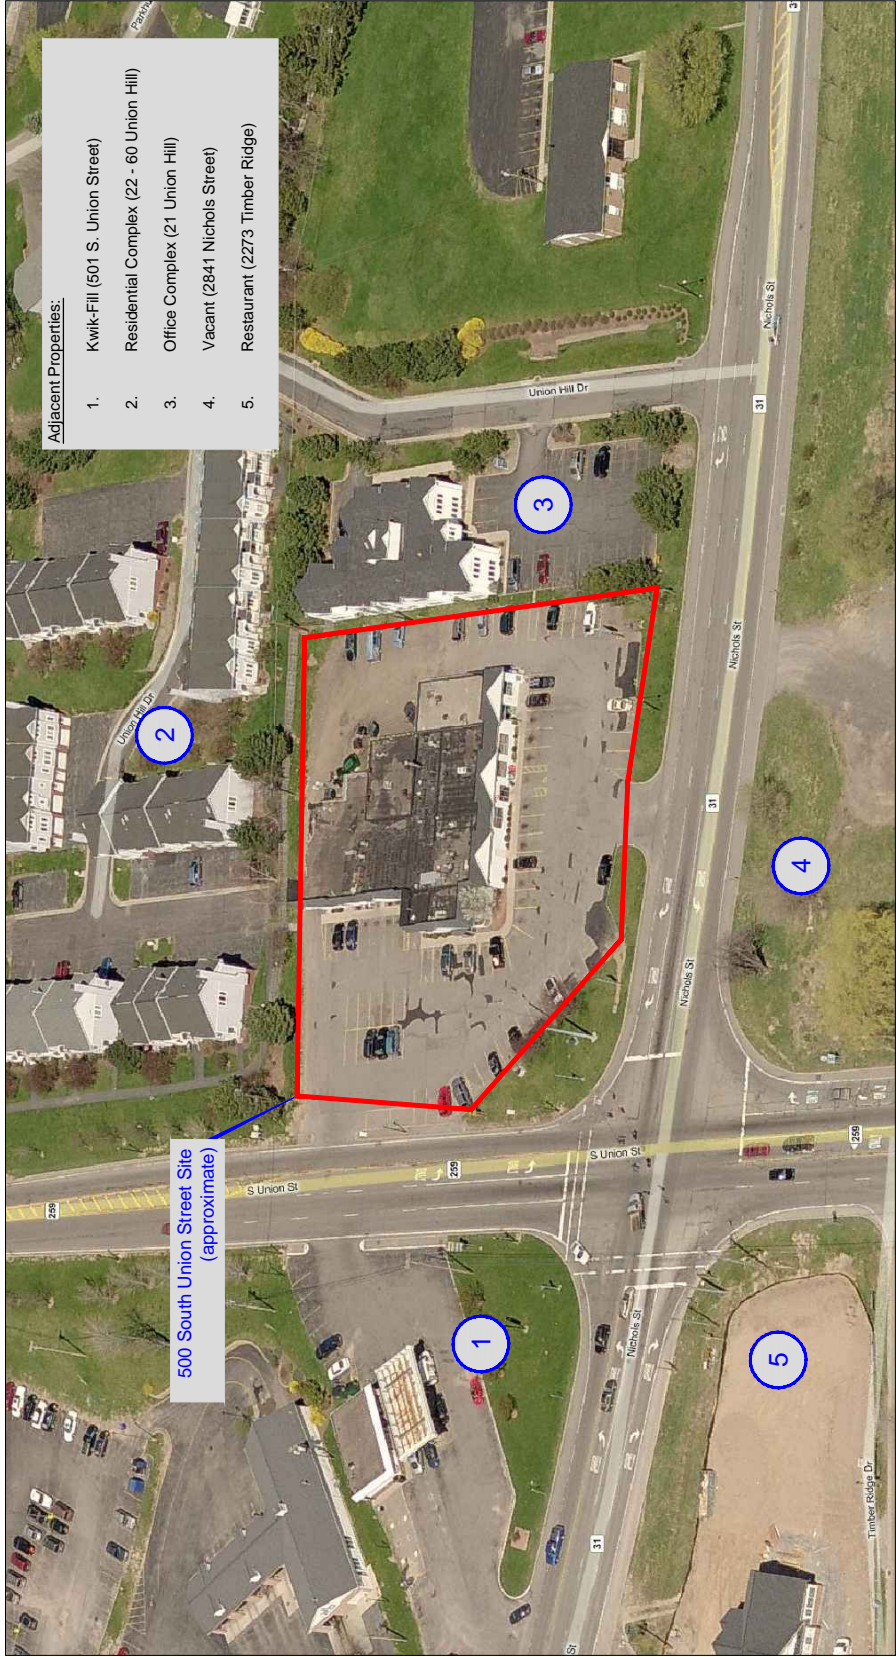 Adjacent Properties:
1. Kwik-Fill (501 S. Union Street)
2. Residential Complex (22 - 60 Union Hill)
3. Office Complex (21 Union Hill)
4. Vacant (2841 Nichols Street)
5. Restaurant (2273 Timber Ridge)
500 South Union Street Site
(approximate)
1
2
3
4
5
Union Hill Dr
Union Hill Dr
S Union St
S Union St
259
259
259
Nichols St
Nichols St
Nichols St
Nichols St
St
31
31
31
31
Timber Ridge Dr